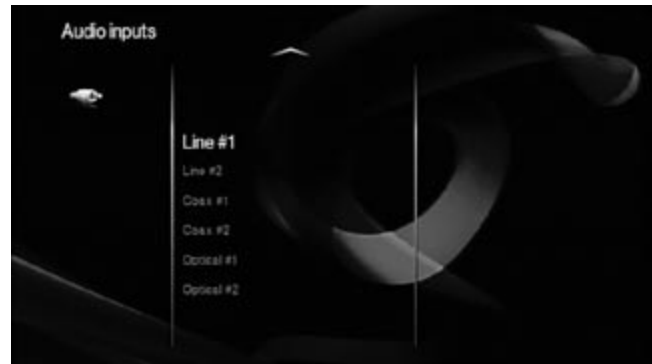 Audio inputs
Line #1
Line #2
Coax #1
Coax #2
Optical #1
Optical #2